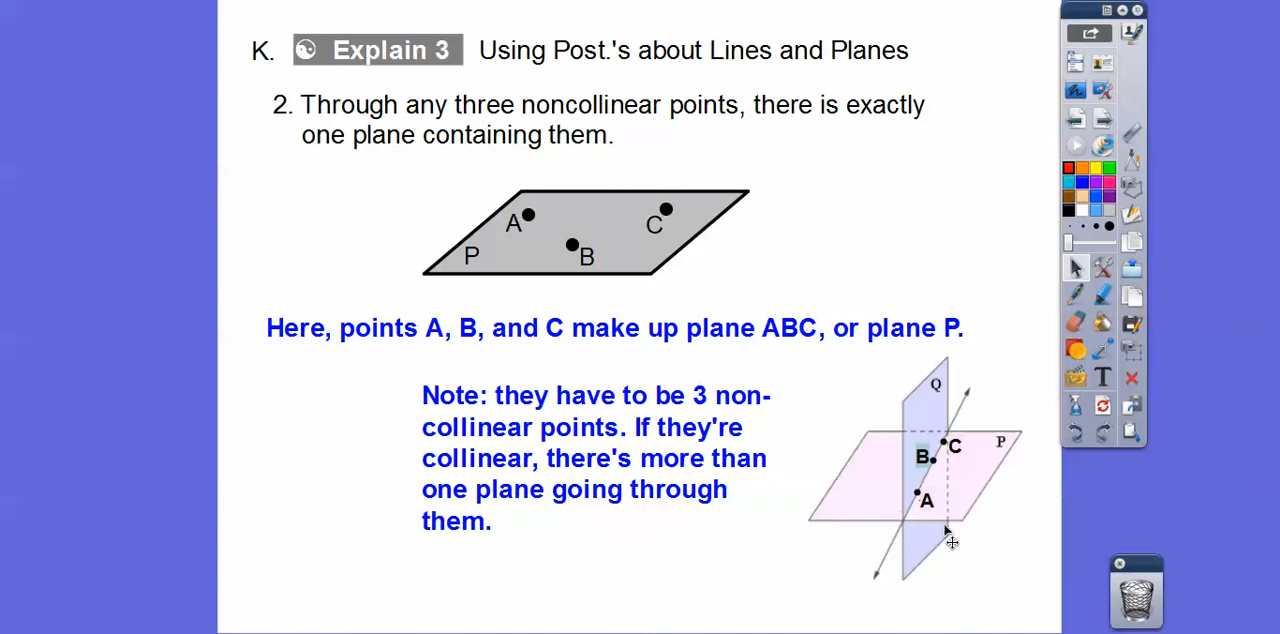 K. Explain 3 Using Post.'s about Lines and Planes
2. Through any three noncollinear points, there is exactly
one plane containing them.
A
C
P
B
Here, points A, B, and C make up plane ABC, or plane P.
Note: they have to be 3 non-
collinear points. If they're
collinear, there's more than
one plane going through
them.
Q
P
C
B
A
T